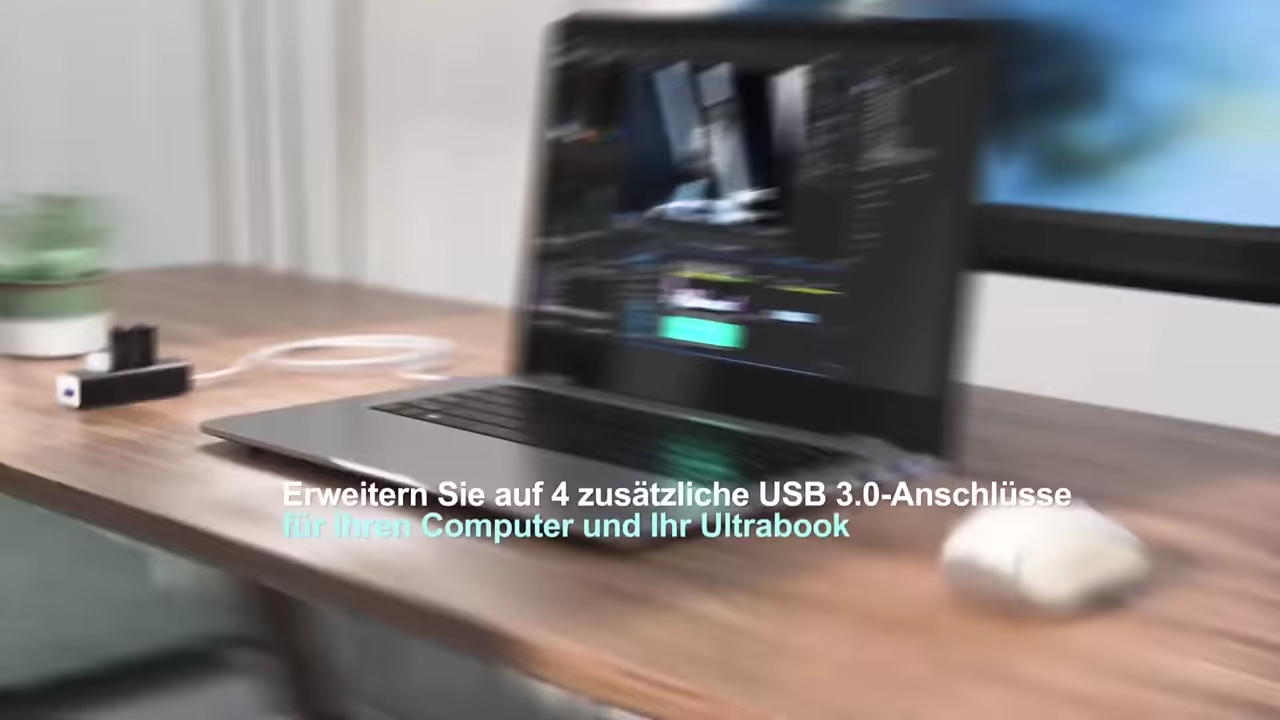 Erweitern Sie auf 4 zusätzliche USB 3.0-Anschlüsse
für Ihren Computer und Ihr Ultrabook